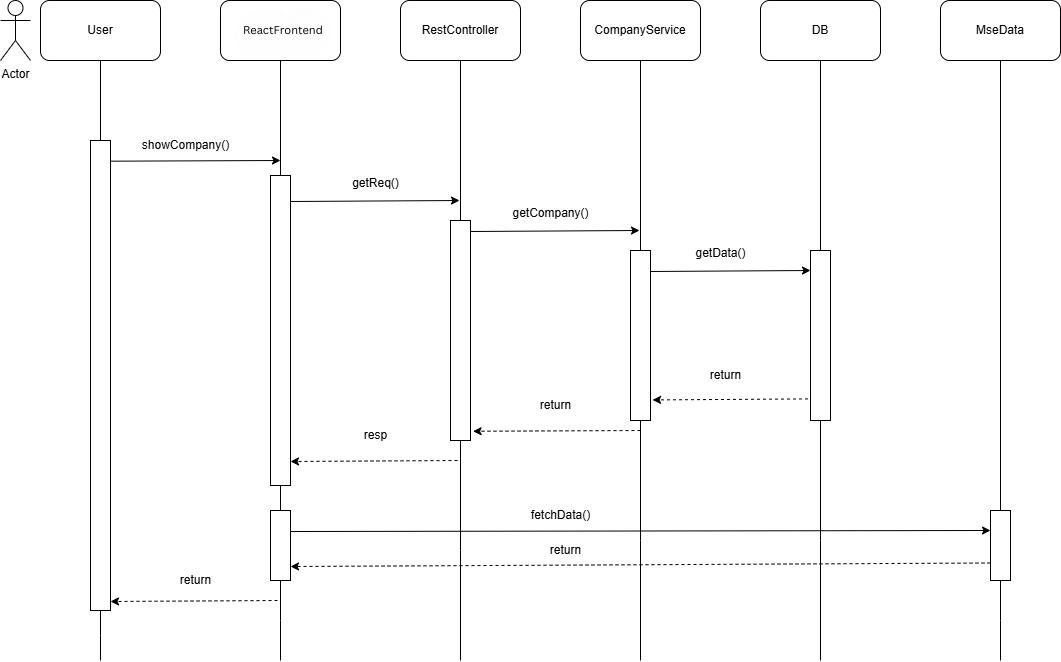 User
ReactFrontend
RestController
CompanyService
DB
MseData
Actor
showCompany()
getReq()
getCompany()
getData()
return
return
resp
fetchData()
return
return